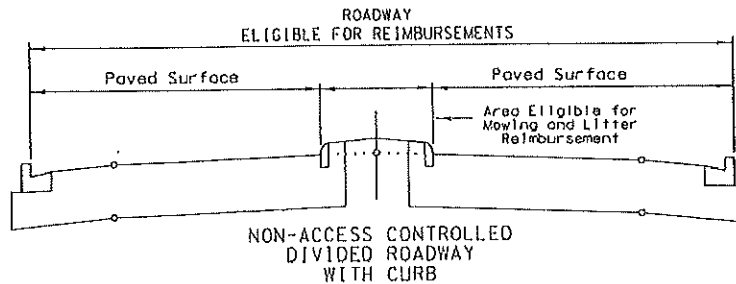 ROADWAY
ELIGIBLE FOR REIMBURSEMENTS
Paved Surface
Paved Surface
Area Eligible for
Mowing and Litter
Reimbursement
NON-ACCESS CONTROLLED
DIVIDED ROADWAY
WITH CURB